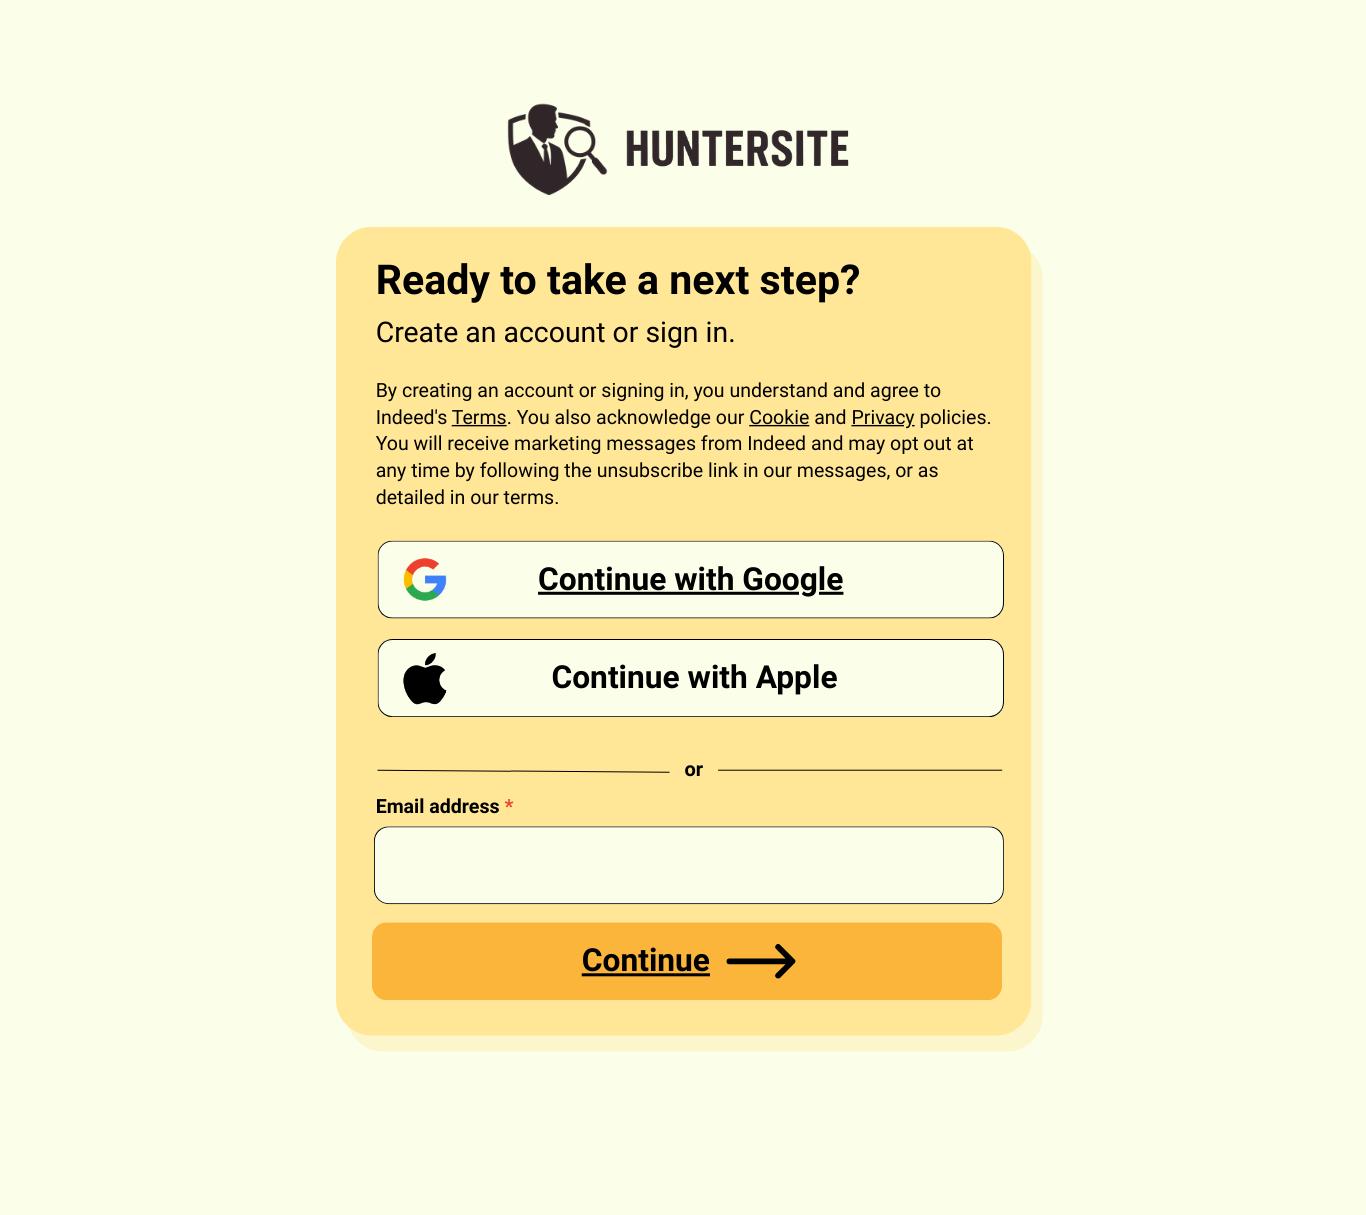 HUNTERSITE
Ready to take a next step?
Create an account or sign in.
By creating an account or signing in, you understand and agree to
Indeed's Terms. You also acknowledge our Cookie and Privacy policies.
You will receive marketing messages from Indeed and may opt out at
any time by following the unsubscribe link in our messages, or as
detailed in our terms.
Continue with Google
Continue with Apple
or
Email address *
Continue